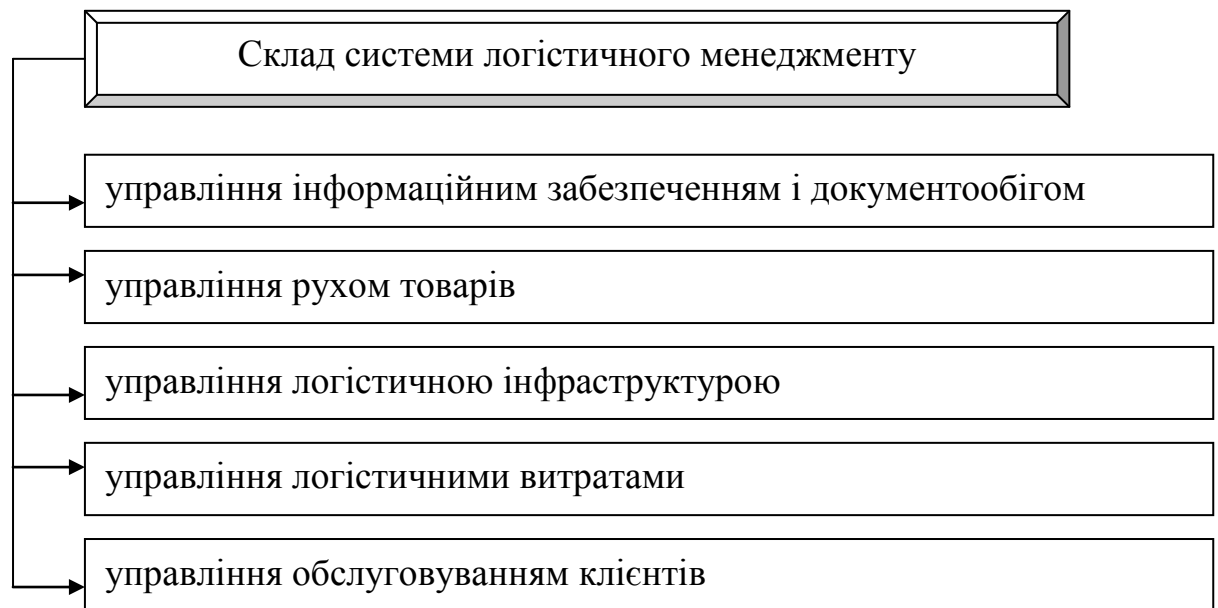 Склад системи логістичного менеджменту
управління інформаційним забезпеченням і документообігом
управління рухом товарів
управління логістичною інфраструктурою
управління логістичними витратами
управління обслуговуванням клієнтів